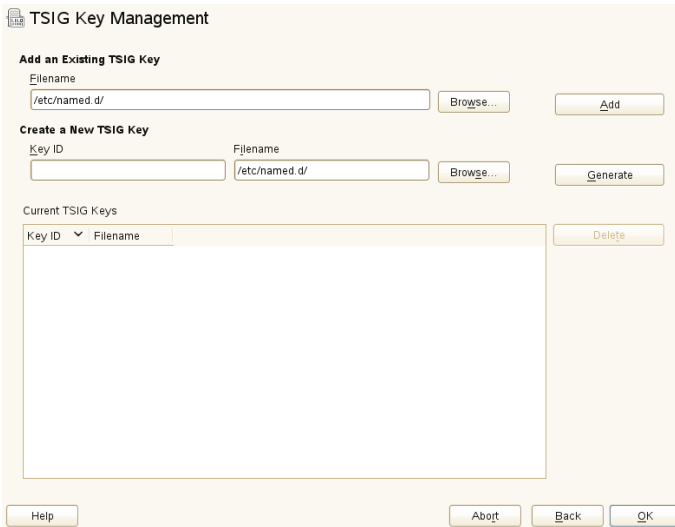 TSIG Key Management
Add an Existing TSIG Key
Filename
/etc/named.d/
Browse...
Add
Create a New TSIG Key
Key ID
Filename
/etc/named.d/
Browse...
Generate
Current TSIG Keys
Key ID
Filename
Delete
Help
Abort
Back
OK